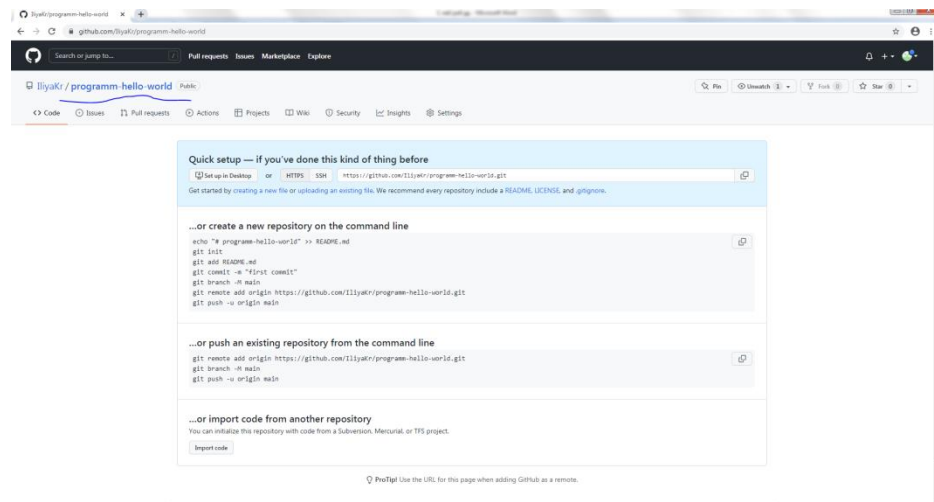 IliyaKr/programm-hello-world
github.com/IliyaKr/programm-hello-world
Search or jump to...
Pull requests Issues Marketplace Explore
IliyaKr / programm-hello-world Public
Pin Unwatch 1 Fork 0 Star 0
Code Issues Pull requests Actions Projects Wiki Security Insights Settings
Quick setup — if you've done this kind of thing before
Set up in Desktop or HTTPS SSH https://github.com/IliyaKr/programm-hello-world.git
Get started by creating a new file or uploading an existing file. We recommend every repository include a README, LICENSE, and .gitignore.
...or create a new repository on the command line
echo "# programm-hello-world" >> README.md
git init
git add README.md
git commit -m "first commit"
git branch -M main
git remote add origin https://github.com/IliyaKr/programm-hello-world.git
git push -u origin main
...or push an existing repository from the command line
git remote add origin https://github.com/IliyaKr/programm-hello-world.git
git branch -M main
git push -u origin main
...or import code from another repository
You can initialize this repository with code from a Subversion, Mercurial, or TFS project.
Import code
ProTip! Use the URL for this page when adding GitHub as a remote.